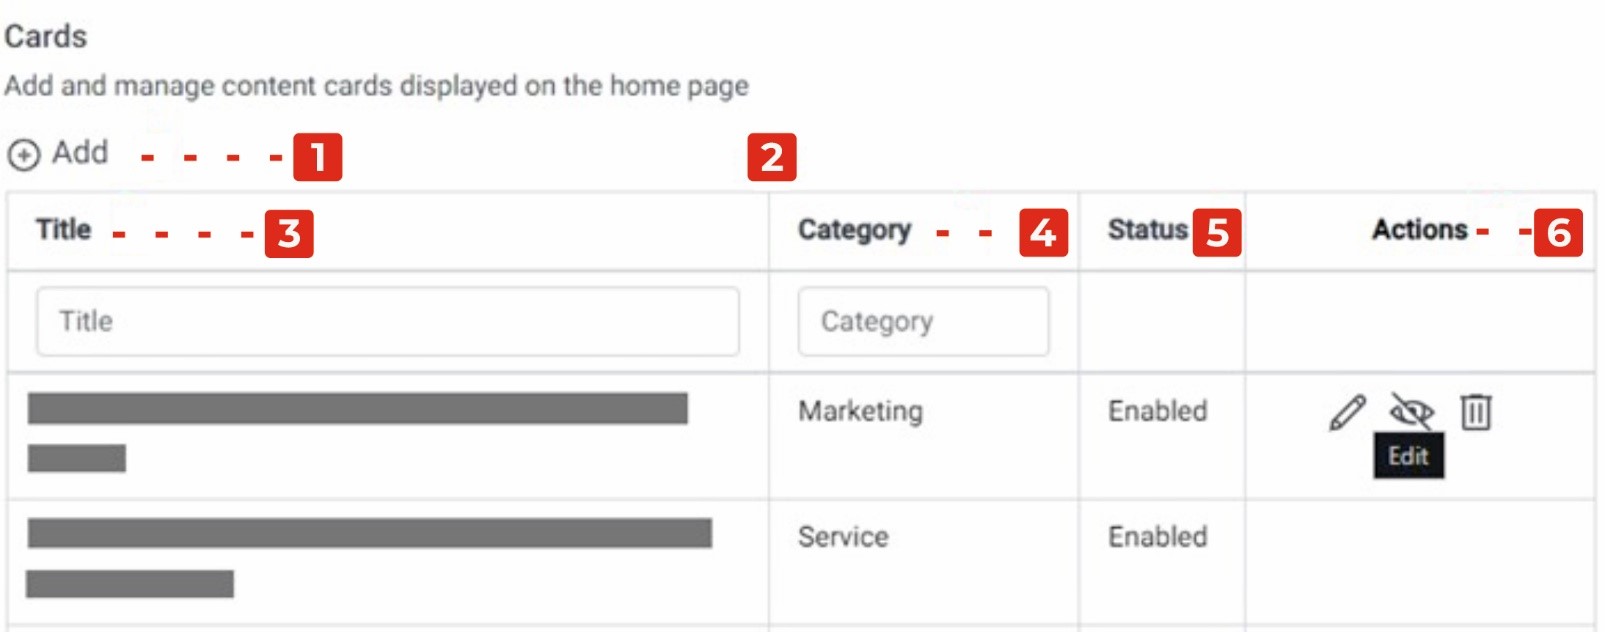 Cards
Add and manage content cards displayed on the home page
Add 1 2
Title 3 Category 4 Status 5 Actions 6
Title Category
Marketing Enabled
Edit
Service Enabled